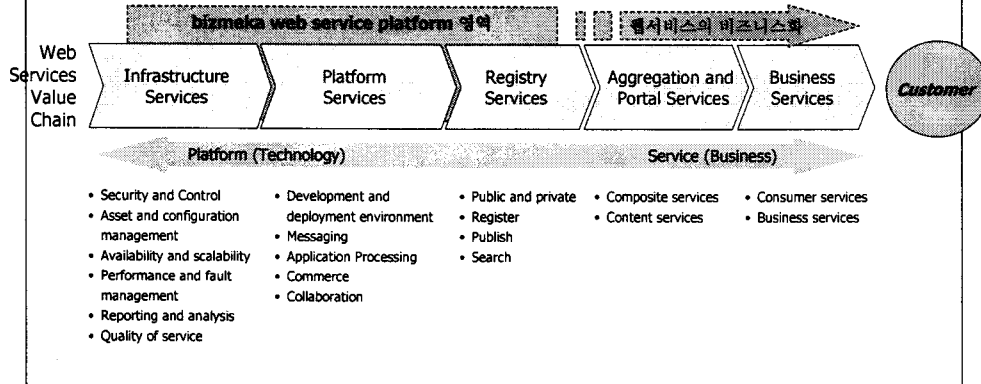 bizmeka web service platform 영역
웹서비스의 비즈니스화
Web
Services
Value
Chain
Infrastructure
Services
Platform
Services
Registry
Services
Aggregation and
Portal Services
Business
Services
Customer
Platform (Technology)
Service (Business)
• Security and Control
• Asset and configuration
management
• Availability and scalability
• Performance and fault
management
• Reporting and analysis
• Quality of service
• Development and
deployment environment
• Messaging
• Application Processing
• Commerce
• Collaboration
• Public and private
• Register
• Publish
• Search
• Composite services
• Content services
• Consumer services
• Business services